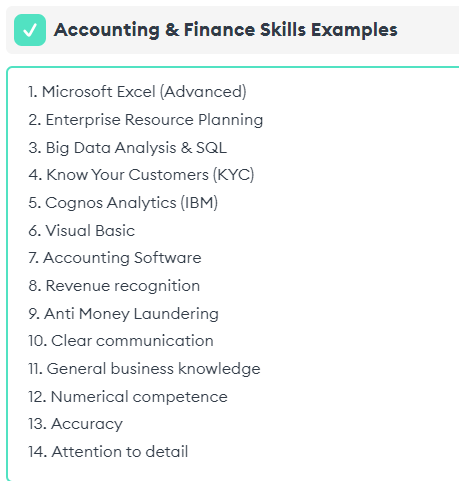 Accounting & Finance Skills Examples
1. Microsoft Excel (Advanced)
2. Enterprise Resource Planning
3. Big Data Analysis & SQL
4. Know Your Customers (KYC)
5. Cognos Analytics (IBM)
6. Visual Basic
7. Accounting Software
8. Revenue recognition
9. Anti Money Laundering
10. Clear communication
11. General business knowledge
12. Numerical competence
13. Accuracy
14. Attention to detail